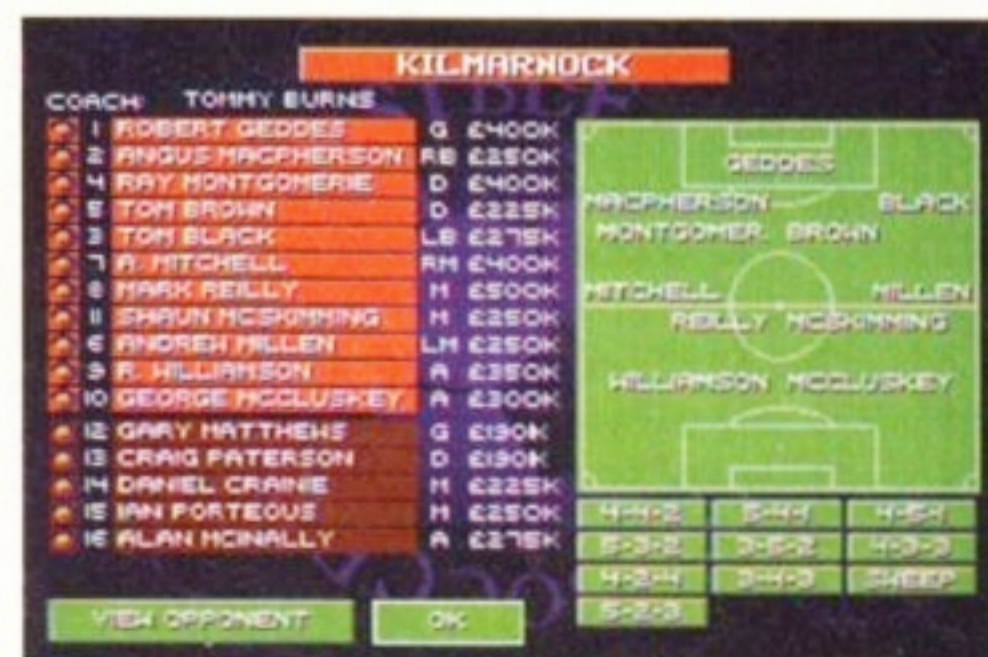 KILMARNOCK
COACH: TOMMY BURNS
1 ROBERT GEDDES G £400K
2 ANGUS MACPHERSON RB £250K
4 RAY MONTGOMERIE D £400K
5 TOM BROWN D £225K
3 TOM BLACK LB £275K
7 A. MITCHELL RM £400K
8 MARK REILLY M £500K
11 SHAUN MCSKIMMING M £250K
6 ANDREW MILLEN LM £250K
9 R. WILLIAMSON A £350K
10 GEORGE MCCLUSKEY A £300K
12 GARY MATTHEWS G £190K
13 CRAIG PATERSON D £190K
14 DANIEL CRAINIE M £225K
15 IAN PORTEOUS M £250K
16 ALAN MCINALLY A £275K
GEDDES
MACPHERSON BLACK
MONTGOMER. BROWN
MITCHELL MILLEN
REILLY MCSKIMMING
WILLIAMSON MCCLUSKEY
4-4-2 5-4-1 4-5-1
5-3-2 3-5-2 4-3-3
4-2-4 3-4-3 SWEEP
5-2-3
VIEW OPPONENT OK